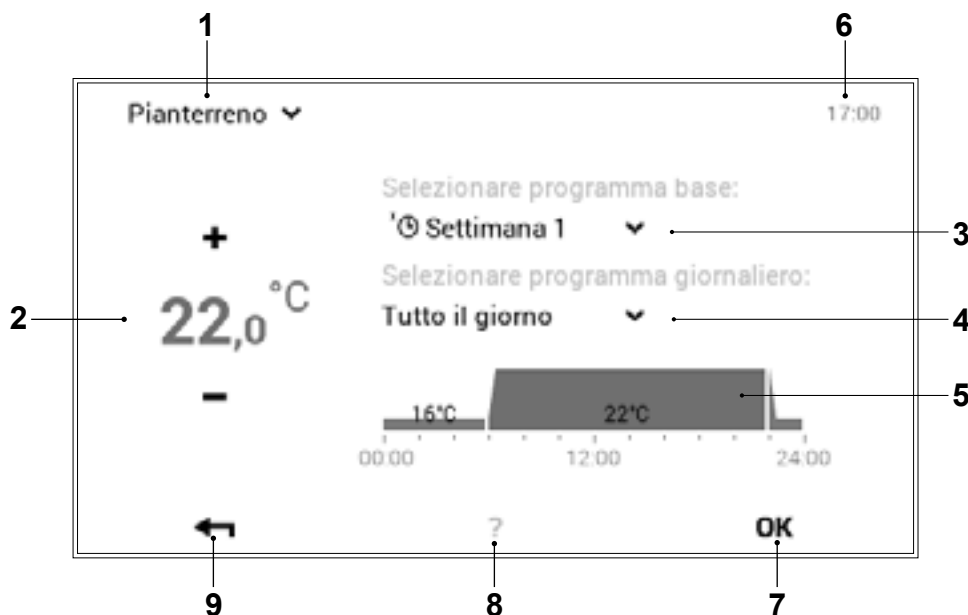 1
6
Pianterreno
17:00
Selezionare programma base:
Settimana 1
3
+
Selezionare programma giornaliero:
2
22,0 °C
Tutto il giorno
4
-
16°C
22°C
5
00:00
12:00
24:00
?
OK
9
8
7